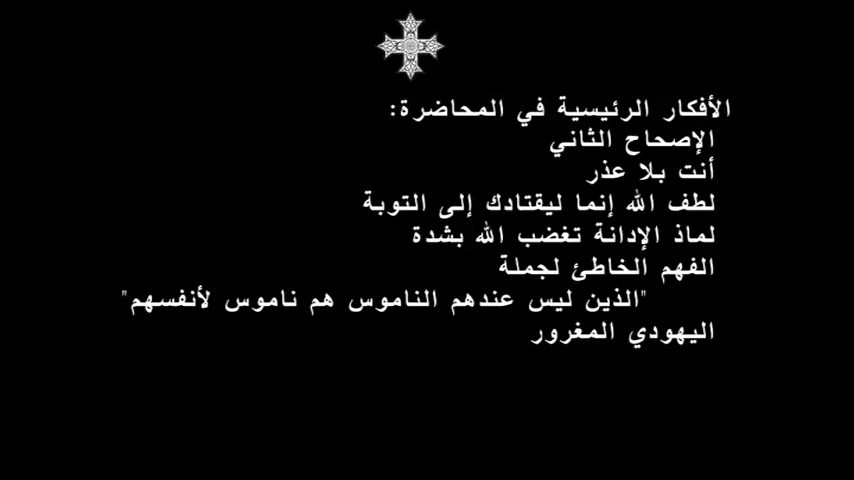 الأفكار الرئيسية في المحاضرة:
الإصحاح الثاني
أنت بلا عذر
لطف الله إنما ليقتادك إلى التوبة
لماذ الإدانة تغضب الله بشدة
الفهم الخاطئ لجملة
"الذين ليس عندهم الناموس هم ناموس لأنفسهم"
اليهودي المغرور